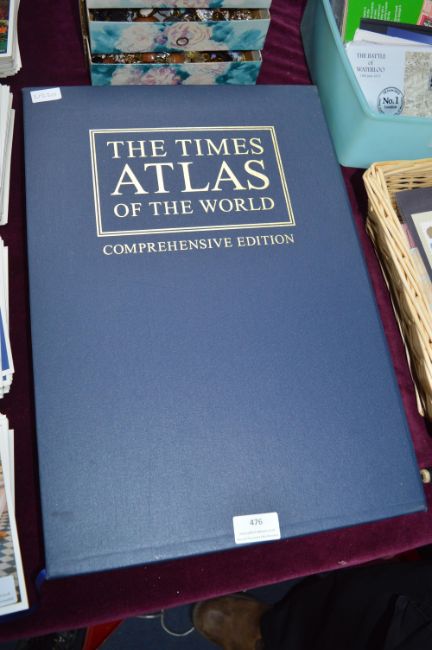 THE TIMES
ATLAS
OF THE WORLD
COMPREHENSIVE EDITION
476
THE BATTLE
of
WATERLOO
No.1